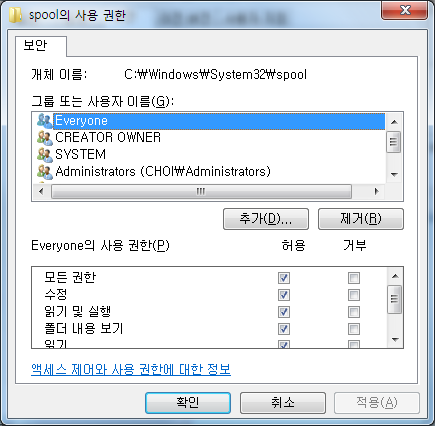 spool의 사용 권한
보안
개체 이름: C:\Windows\System32\spool
그룹 또는 사용자 이름(G):
Everyone
CREATOR OWNER
SYSTEM
Administrators (CHOI\Administrators)
추가(D)... 제거(R)
Everyone의 사용 권한(P) 허용 거부
모든 권한
수정
읽기 및 실행
폴더 내용 보기
읽기
액세스 제어와 사용 권한에 대한 정보
확인 취소 적용(A)